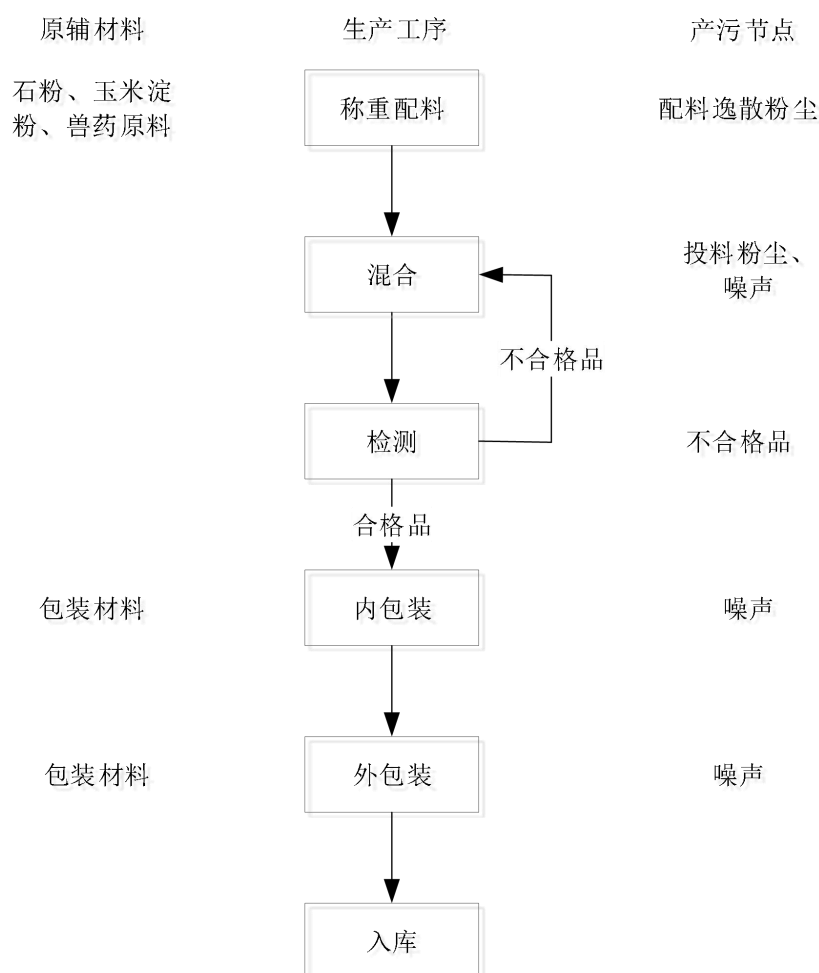 原辅材料 生产工序 产污节点
石粉、玉米淀
粉、兽药原料
称重配料
配料逸散粉尘
混合
投料粉尘、
噪声
不合格品
检测
不合格品
合格品
包装材料 内包装 噪声
包装材料 外包装 噪声
入库